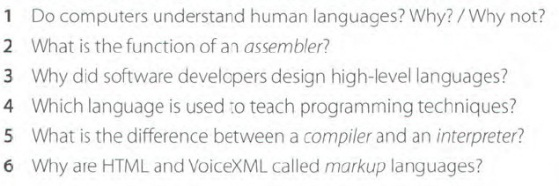 1 Do computers understand human languages? Why? / Why not?
2 What is the function of an assembler?
3 Why did software developers design high-level languages?
4 Which language is used to teach programming techniques?
5 What is the difference between a compiler and an interpreter?
6 Why are HTML and VoiceXML called markup languages?